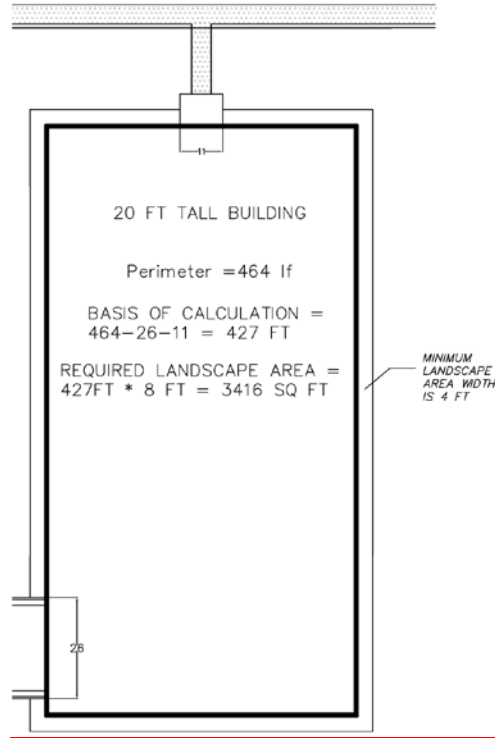 11
20 FT TALL BUILDING
Perimeter =464 lf
BASIS OF CALCULATION =
464-26-11 = 427 FT
REQUIRED LANDSCAPE AREA =
427FT * 8 FT = 3416 SQ FT
MINIMUM
LANDSCAPE
AREA WIDTH
IS 4 FT
26